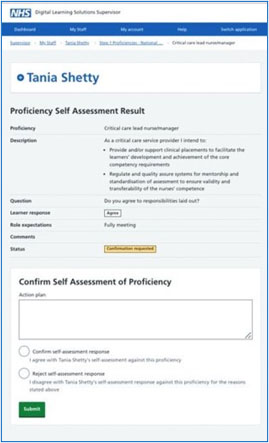 NHS Digital Learning Solutions Supervisor
Dashboard My Staff My account Help Switch application
Supervisor My Staff Tania Shetty View 7 Proficiencies - National ... Critical care lead nurse/manager
Tania Shetty
Proficiency Self Assessment Result
Proficiency Critical care lead nurse/manager
Description As a critical care service provider I intend to:
Provide and/or support clinical placements to facilitate the
learners' development and achievement of the core
competency requirements
Regulate and quality assure systems for mentorship and
standardisation of assessment to ensure validity and
transferability of the nurses' competence
Question Do you agree to responsibilities laid out?
Learner response Agree
Role expectations Fully meeting
Comments
Status Confirmation requested
Confirm Self Assessment of Proficiency
Action plan
Confirm self-assessment response
I agree with Tania Shetty's self-assessment against this proficiency
Reject self-assessment response
I disagree with Tania Shetty's self-assessment response against this proficiency for the reasons
stated above
Submit